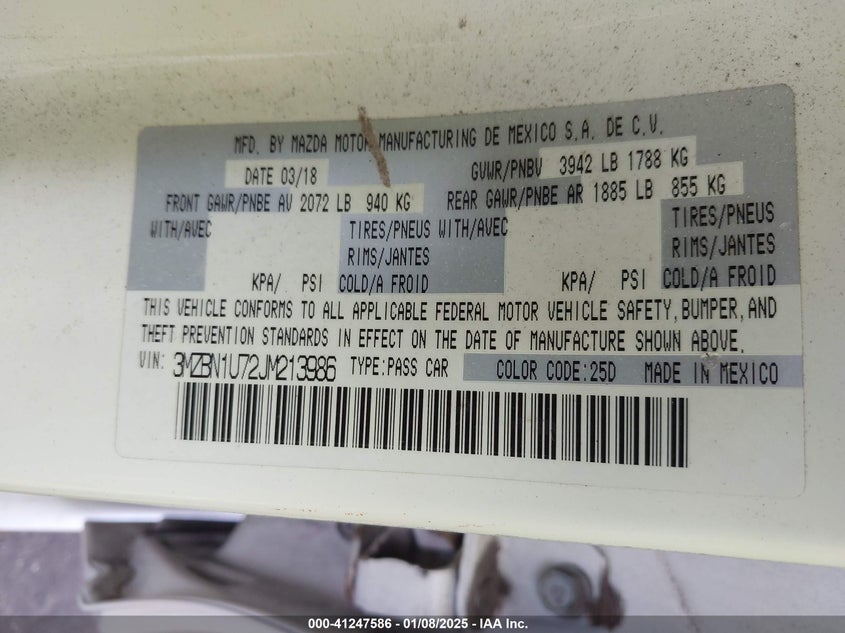 MFD. BY MAZDA MOTOR MANUFACTURING DE MEXICO S.A. DE C.V.
DATE 03/18 GVWR/PNBV 3942 LB 1788 KG
FRONT GAWR/PNBE AV 2072 LB 940 KG REAR GAWR/PNBE AR 1885 LB 855 KG
WITH/AVEC TIRES/PNEUS WITH/AVEC TIRES/PNEUS
RIMS/JANTES RIMS/JANTES
KPA/ PSI COLD/A FROID KPA/ PSI COLD/A FROID
THIS VEHICLE CONFORMS TO ALL APPLICABLE FEDERAL MOTOR VEHICLE SAFETY, BUMPER, AND
THEFT PREVENTION STANDARDS IN EFFECT ON THE DATE OF MANUFACTURE SHOWN ABOVE.
VIN: 3MZBN1U72JM213986 TYPE:PASS CAR COLOR CODE:25D MADE IN MEXICO
000-41247586 - 01/08/2025 - IAA Inc.